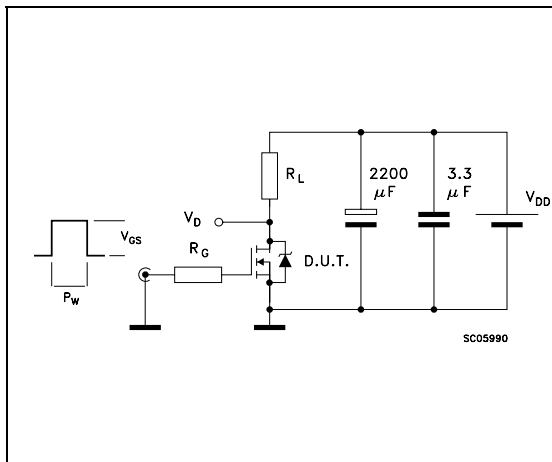 R_L
2200 μF
3.3 μF
V_DD
V_D
V_GS
R_G
D.U.T.
P_W
SC05990